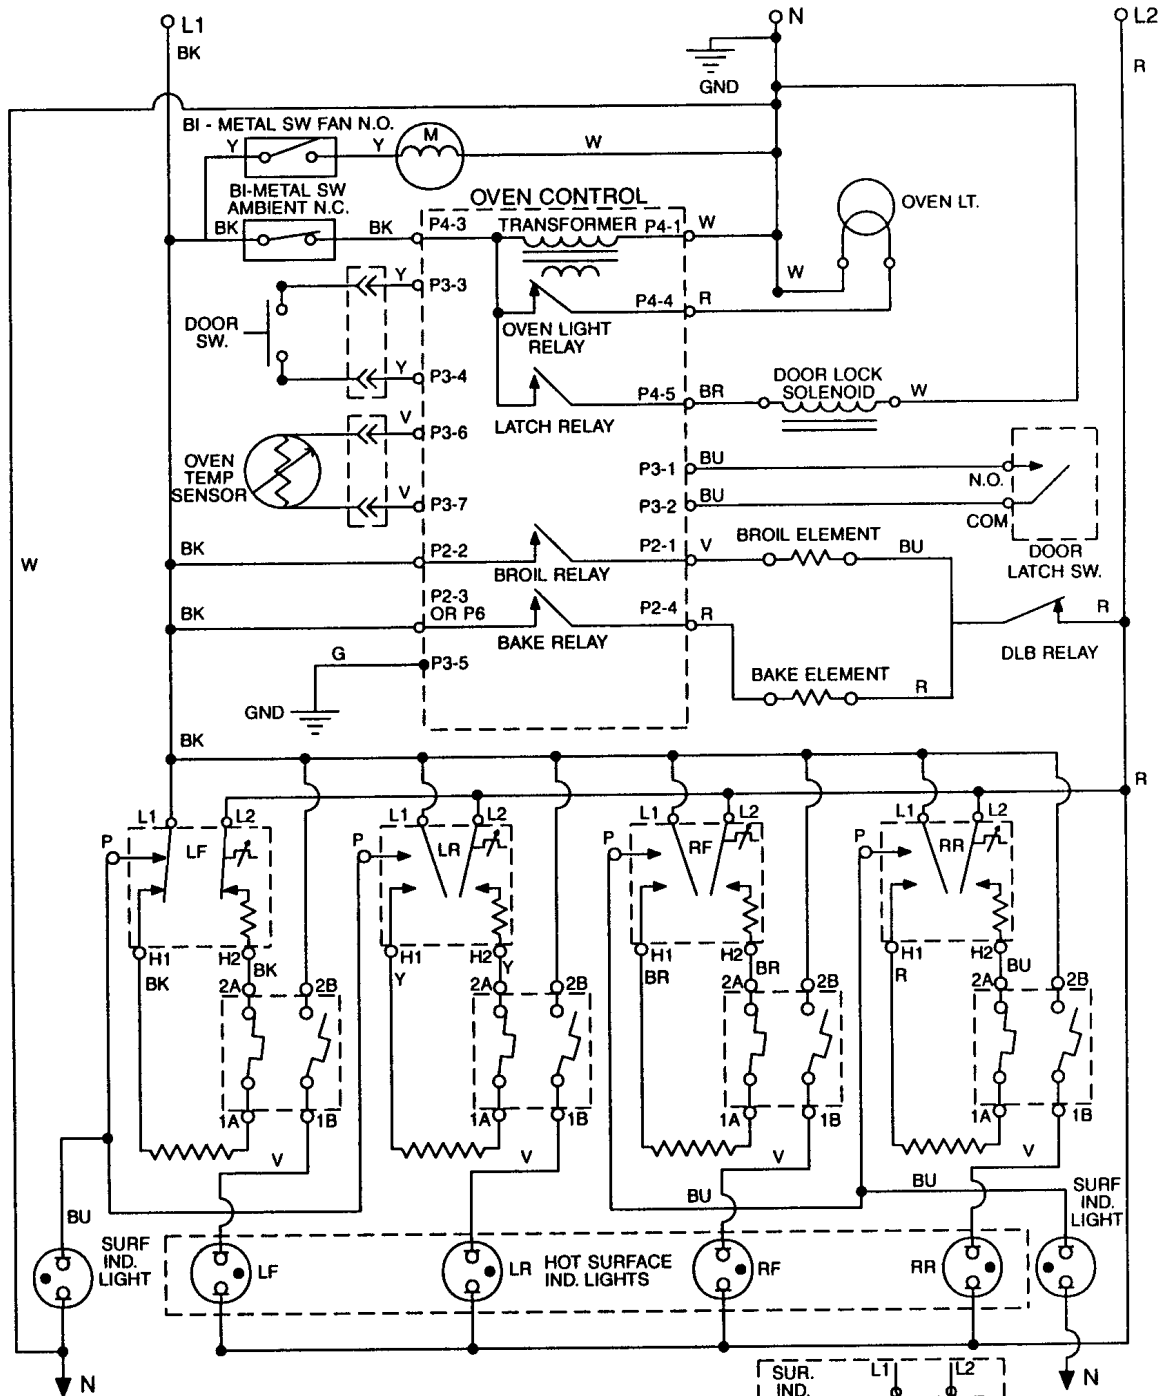 L1
N
L2
BK
R
GND
BI - METAL SW FAN N.O.
Y
Y
M
W
BI-METAL SW
AMBIENT N.C.
BK
BK
OVEN CONTROL
P4-3
TRANSFORMER
P4-1
W
OVEN LT.
W
Y
P3-3
P4-4
R
DOOR
SW.
OVEN LIGHT
RELAY
Y
P3-4
P4-5
BR
DOOR LOCK
SOLENOID
W
LATCH RELAY
V
P3-6
OVEN
TEMP
SENSOR
P3-1
BU
N.O.
V
P3-7
P3-2
BU
COM
DOOR
LATCH SW.
W
BK
P2-2
BROIL RELAY
P2-1
V
BROIL ELEMENT
BU
BK
P2-3
OR P6
BAKE RELAY
P2-4
R
R
DLB RELAY
G
P3-5
GND
BAKE ELEMENT
R
BK
R
L1
L2
L1
L2
L1
L2
L1
L2
P
LF
P
LR
P
RF
P
RR
H1
H2
H1
H2
H1
H2
H1
H2
BK
BK
Y
Y
BR
BR
R
BU
2A
2B
2A
2B
2A
2B
2A
2B
1A
1B
1A
1B
1A
1B
1A
1B
V
V
V
V
BU
BU
BU
SURF
IND.
LIGHT
SURF
IND.
LIGHT
LF
LR
HOT SURFACE
IND. LIGHTS
RF
RR
N
N
SUR.
IND.
L1
L2